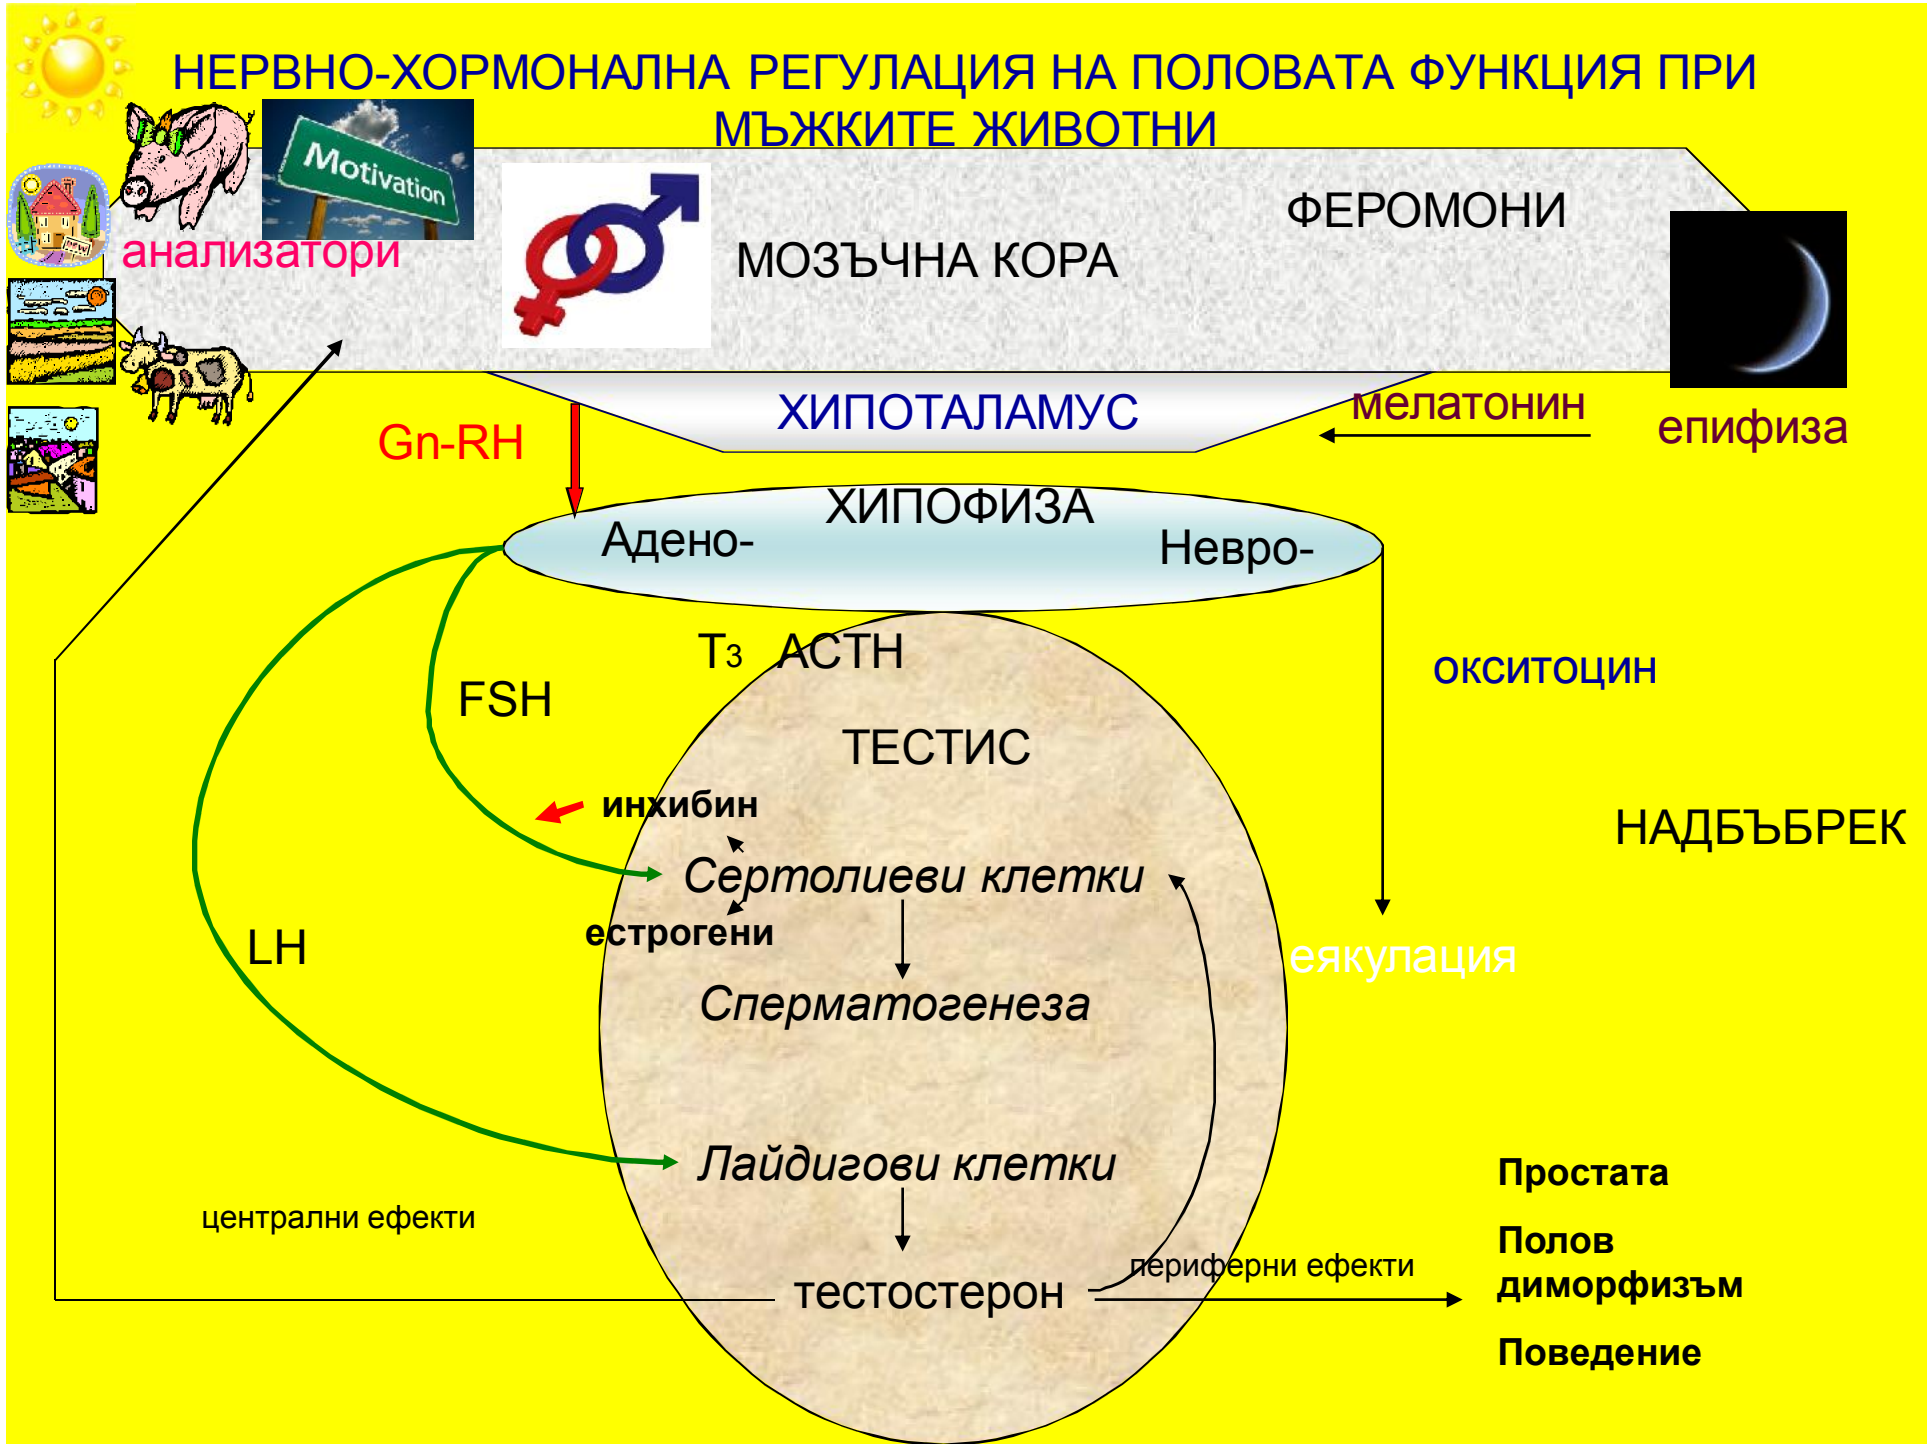 НЕРВНО-ХОРМОНАЛНА РЕГУЛАЦИЯ НА ПОЛОВАТА ФУНКЦИЯ ПРИ
МЪЖКИТЕ ЖИВОТНИ
Motivation
ФЕРОМОНИ
анализатори
МОЗЪЧНА КОРА
ХИПОТАЛАМУС
мелатонин
епифиза
Gn-RH
ХИПОФИЗА
Адено-
Невро-
T3 ACTH
окситоцин
FSH
ТЕСТИС
инхибин
НАДБЪБРЕК
Сертолиеви клетки
естрогени
LH
еякулация
Сперматогенеза
Лайдигови клетки
Простата
централни ефекти
Полов
диморфизъм
периферни ефекти
тестостерон
Поведение